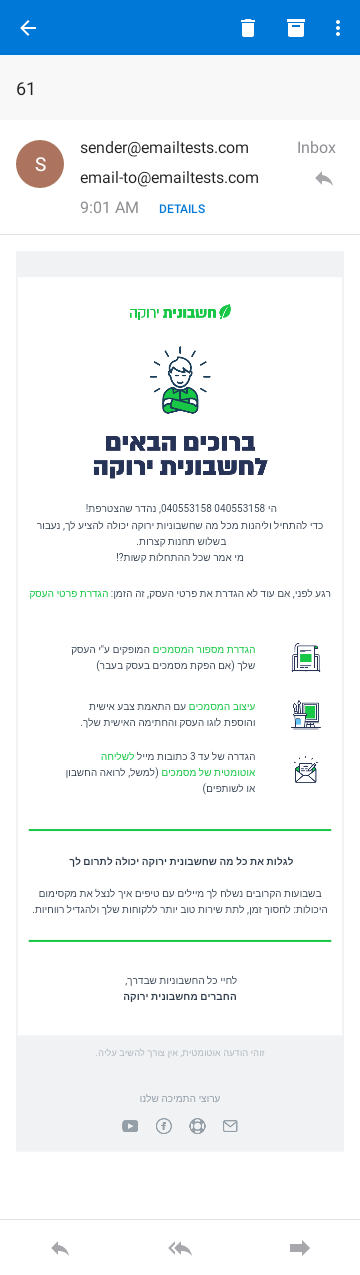 61
S
sender@emailtests.com
Inbox
email-to@emailtests.com
9:01 AM DETAILS
חשבונית ירוקה
ברוכים הבאים
לחשבונית ירוקה
הי 040553158 040553158, נהדר שהצטרפת!
כדי להתחיל וליהנות מכל מה שחשבוניות ירוקה יכולה להציע לך, נעבור
בשלוש תחנות קצרות.
מי אמר שכל ההתחלות קשות?!
רגע לפני, אם עוד לא הגדרת את פרטי העסק, זה הזמן: הגדרת פרטי העסק
הגדרת מספור המסמכים המופקים ע"י העסק
שלך (אם הפקת מסמכים בעסק בעבר)
עיצוב המסמכים עם התאמת צבע אישית
והוספת לוגו העסק והחתימה האישית שלך.
הגדרה של עד 3 כתובות מייל לשליחה
אוטומטית של מסמכים (למשל, לרואה החשבון
או לשותפים)
לגלות את כל מה שחשבונית ירוקה יכולה לתרום לך
בשבועות הקרובים נשלח לך מיילים עם טיפים איך לנצל את מקסימום
היכולות: לחסוך זמן, לתת שירות טוב יותר ללקוחות שלך ולהגדיל רווחיות.
לחיי כל החשבוניות שבדרך,
החברים מחשבונית ירוקה
זוהי הודעה אוטומטית, אין צורך להשיב עליה.
ערוצי התמיכה שלנו